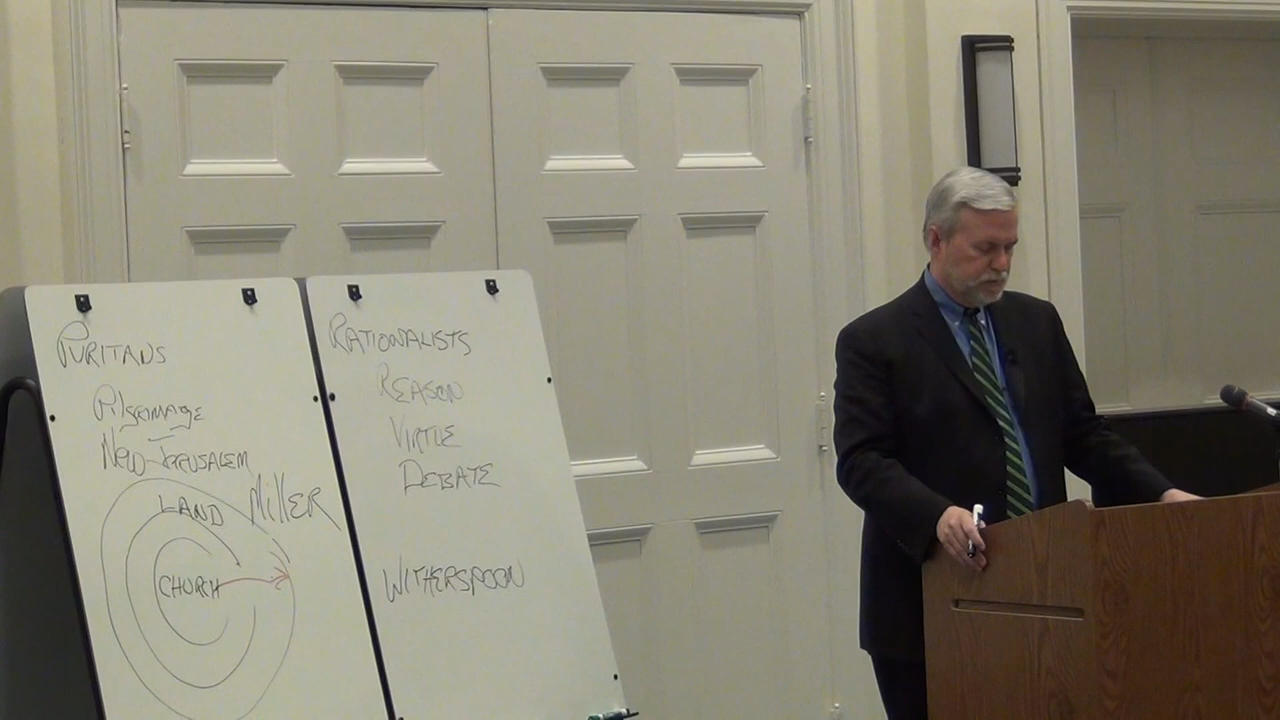 PURITANS
PilgRimAge
New JERUSALEM
LAND MillER
CHURCH
RATIONALISTS
REASON
VIRTUE
DEBATE
WITHERSPOON